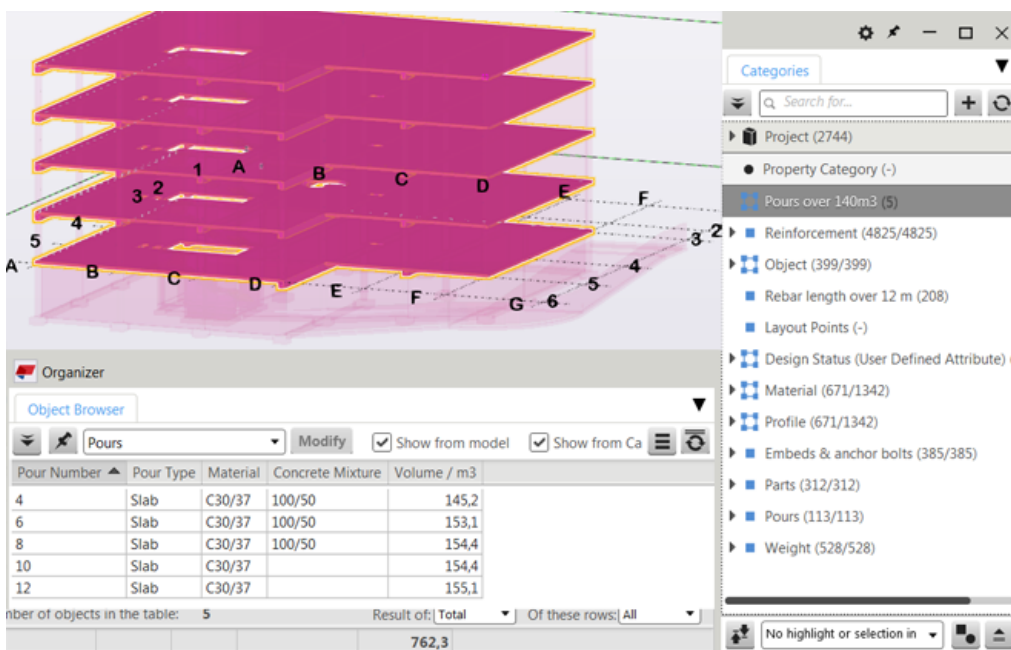 Categories
Search for...
Project (2744)
Property Category (-)
Pours over 140m3 (5)
Reinforcement (4825/4825)
Object (399/399)
Rebar length over 12 m (208)
Layout Points (-)
Design Status (User Defined Attribute)
Material (671/1342)
Profile (671/1342)
Embeds & anchor bolts (385/385)
Parts (312/312)
Pours (113/113)
Weight (528/528)
No highlight or selection in
1 A B C D E F
2
3
4
5
A B C D E F G 6 5 4 3 2
Organizer
Object Browser
Pours Modify Show from model Show from Ca
Pour Number Pour Type Material Concrete Mixture Volume / m3
4 Slab C30/37 100/50 145,2
6 Slab C30/37 100/50 153,1
8 Slab C30/37 100/50 154,4
10 Slab C30/37 154,4
12 Slab C30/37 155,1
mber of objects in the table: 5 Result of: Total Of these rows: All
762,3